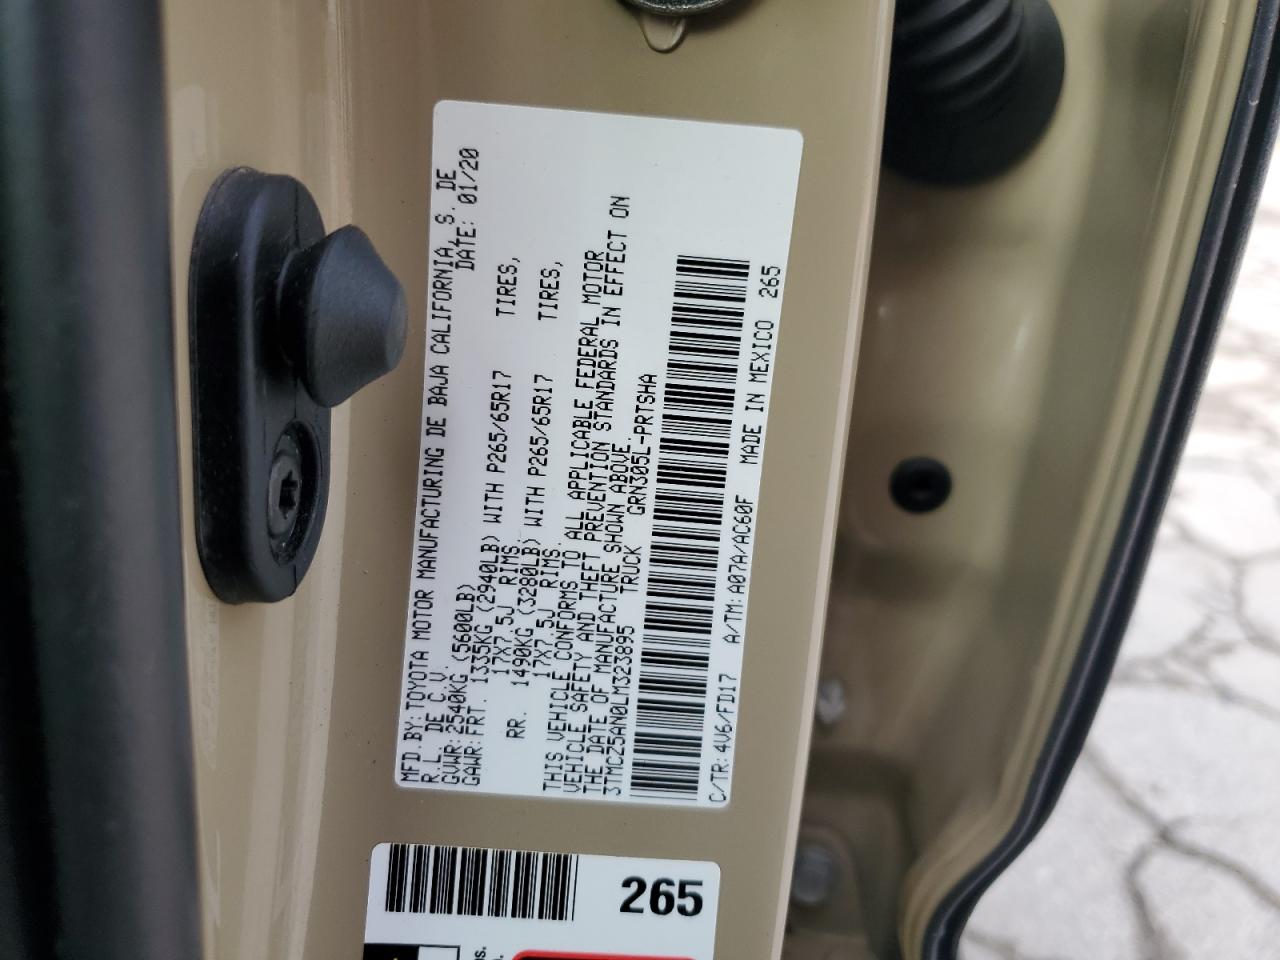 MFD BY: TOYOTA MOTOR MANUFACTURING DE BAJA CALIFORNIA, S. DE
R.L. DE C.V. DATE: 01/20
GVWR: 2540KG (5600LB)
GAWR: FRT. 1335KG (2940LB) WITH P265/65R17 TIRES,
17X7.5J RIMS
RR. 1490KG (3280LB) WITH P265/65R17 TIRES,
17X7.5J RIMS.
THIS VEHICLE CONFORMS TO ALL APPLICABLE FEDERAL MOTOR
VEHICLE SAFETY AND THEFT PREVENTION STANDARDS IN EFFECT ON
THE DATE OF MANUFACTURE SHOWN ABOVE.
3TMCZ5AN0LM323895 TRUCK GRN305L-PRTSHA
C/TR: 4V6/FD17 A/TM: A07A/AC60F MADE IN MEXICO 265
265